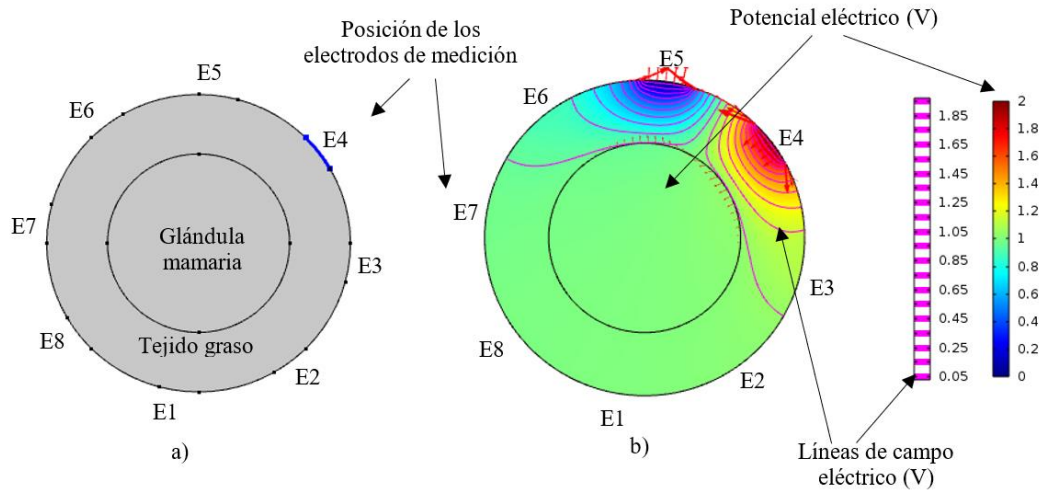 Posición de los
electrodos de medición
Potencial eléctrico (V)
E5
E6
E4
E7
Glándula
mamaria
E3
Tejido graso
E8
E2
E1
a)
E5
E6
E4
E7
E3
E8
E2
E1
b)
1.85
1.65
1.45
1.25
1.05
0.85
0.65
0.45
0.25
0.05
2
1.8
1.6
1.4
1.2
1
0.8
0.6
0.4
0.2
0
Líneas de campo
eléctrico (V)